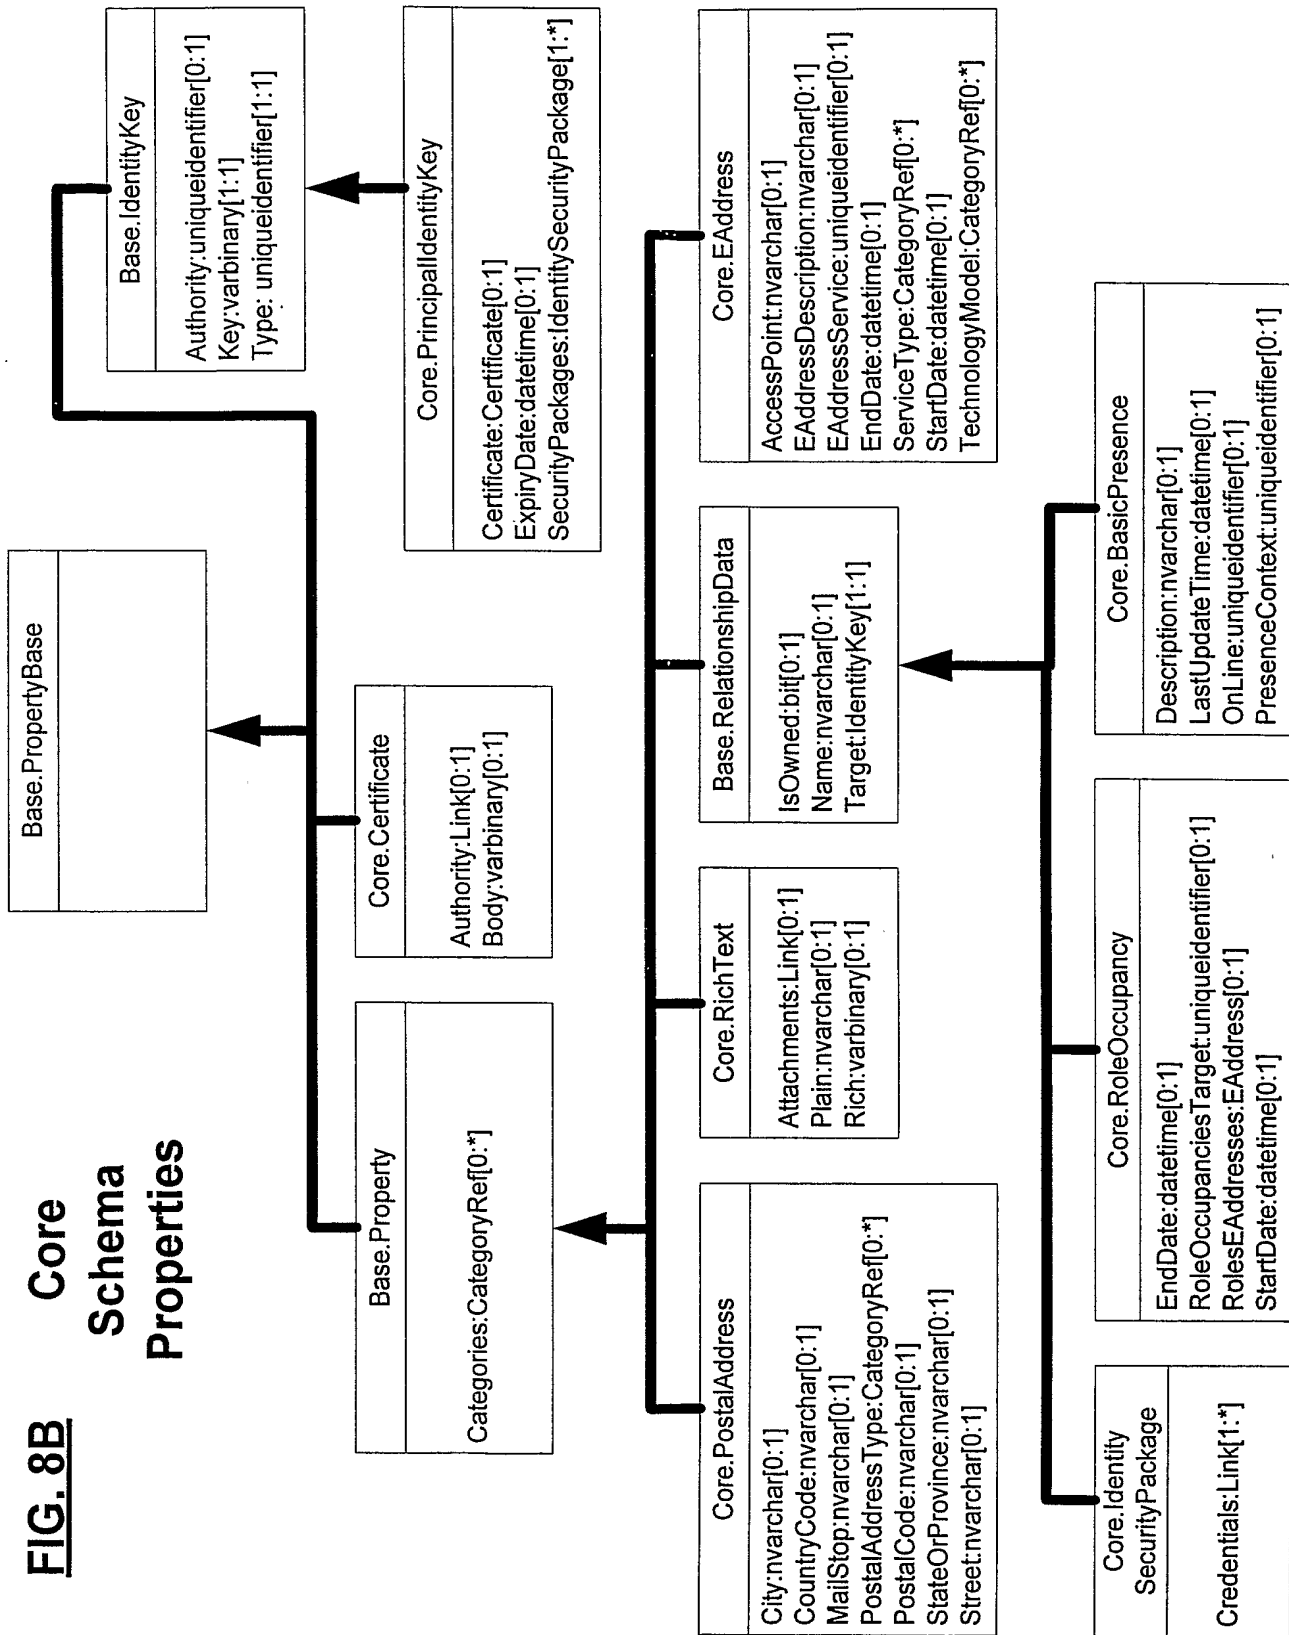 FIG. 8B
Core
Schema
Properties
Base.PropertyBase
Base.IdentityKey
Authority:uniqueidentifier[0:1]
Key:varbinary[1:1]
Type: uniqueidentifier[1:1]
Base.Property
Categories:CategoryRef[0:*]
Core.Certificate
Authority:Link[0:1]
Body:varbinary[0:1]
Core.PrincipalIdentityKey
Certificate:Certificate[0:1]
ExpiryDate:datetime[0:1]
SecurityPackages:IdentitySecurityPackage[1:*]
Core.PostalAddress
City:nvarchar[0:1]
CountryCode:nvarchar[0:1]
MailStop:nvarchar[0:1]
PostalAddressType:CategoryRef[0:*]
PostalCode:nvarchar[0:1]
StateOrProvince:nvarchar[0:1]
Street:nvarchar[0:1]
Core.RichText
Attachments:Link[0:1]
Plain:nvarchar[0:1]
Rich:varbinary[0:1]
Base.RelationshipData
IsOwned:bit[0:1]
Name:nvarchar[0:1]
Target:IdentityKey[1:1]
Core.EAddress
AccessPoint:nvarchar[0:1]
EAddressDescription:nvarchar[0:1]
EAddressService:uniqueidentifier[0:1]
EndDate:datetime[0:1]
ServiceType:CategoryRef[0:*]
StartDate:datetime[0:1]
TechnologyModel:CategoryRef[0:*]
Core.Identity
SecurityPackage
Credentials:Link[1:*]
Core.RoleOccupancy
EndDate:datetime[0:1]
RoleOccupanciesTarget:uniqueidentifier[0:1]
RolesEAddresses:EAddress[0:1]
StartDate:datetime[0:1]
Core.BasicPresence
Description:nvarchar[0:1]
LastUpdateTime:datetime[0:1]
OnLine:uniqueidentifier[0:1]
PresenceContext:uniqueidentifier[0:1]